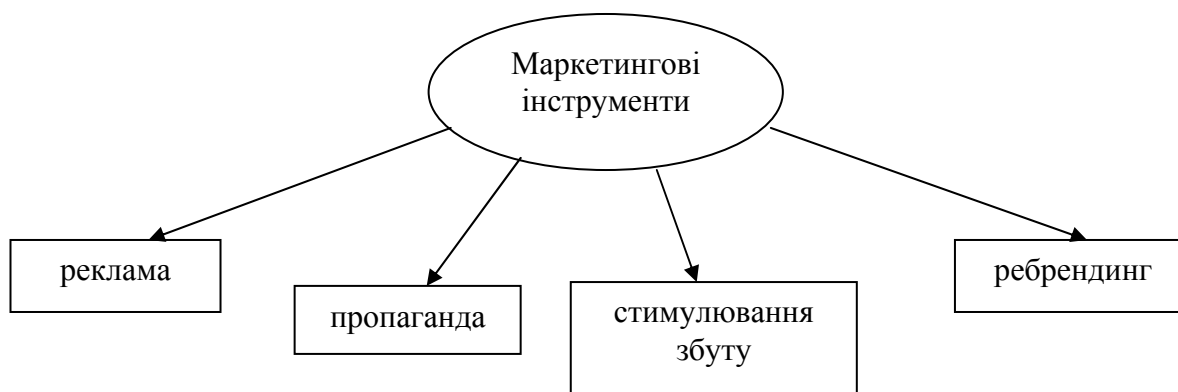 Маркетингові
інструменти
реклама
пропаганда
стимулювання
збуту
ребрендинг